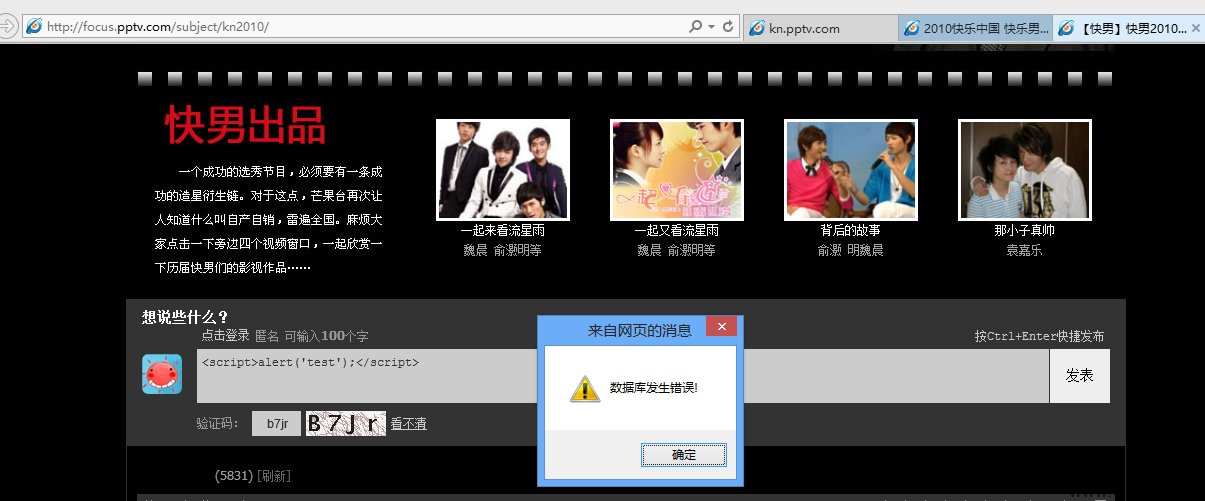 http://focus.pptv.com/subject/kn2010/
kn.pptv.com
2010快乐中国 快乐男...
【快男】快男2010...
快男出品
一个成功的选秀节目，必须要有一条成
功的造星衍生链。对于这点，芒果台再次让
人知道什么叫自产自销，雷遍全国。麻烦大
家点击一下旁边四个视频窗口，一起欣赏一
下历届快男们的影视作品……
一起又看流星雨
一起来看流星雨
魏晨 俞灏明等
一起又看流星雨
魏晨 俞灏明等
背后的故事
俞灏 明魏晨
那小子真帅
袁嘉乐
想说些什么？
点击登录 匿名 可输入100个字
按Ctrl+Enter快捷发布
<script>alert('test');</script>
发表
验证码：
b7jr
B7Jr
看不清
来自网页的消息
数据库发生错误!
确定
(5831) [刷新]